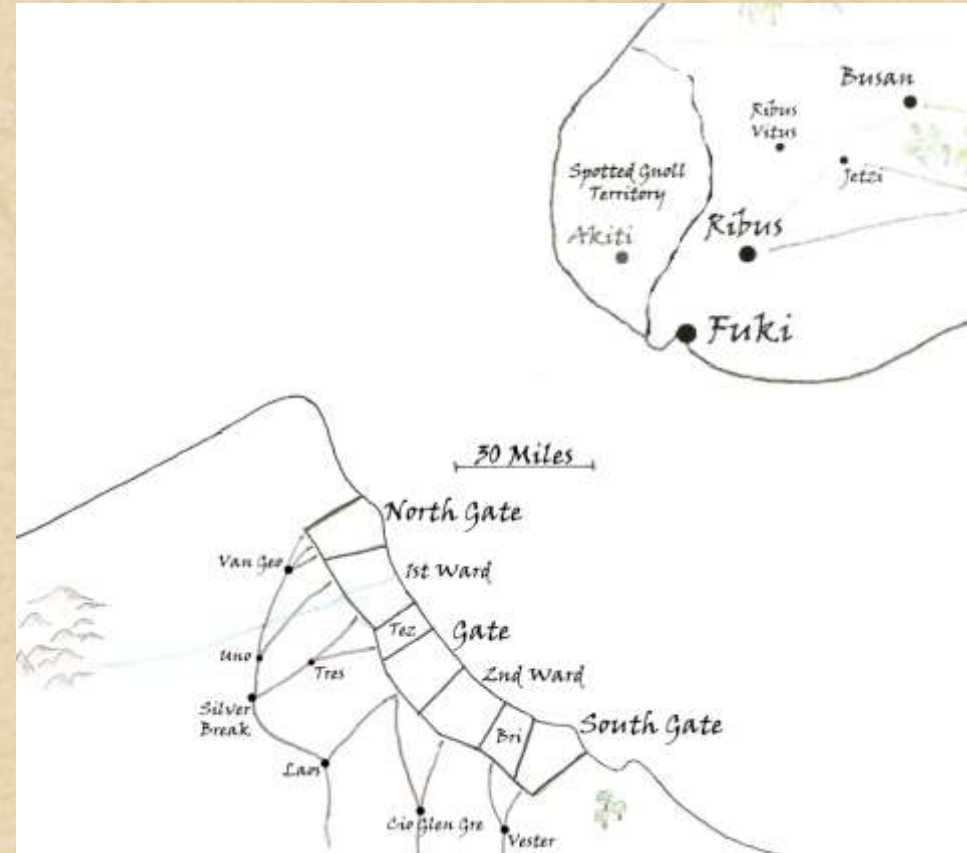 Busan
Ribus
Vitus
Jetzi
Spotted Gnoll
Territory
Akiti
Ribus
Fuki
30 Miles
North Gate
Van Geo
1st Ward
Tez
Gate
Uno
Tres
2nd Ward
Silver
Break
South Gate
Bri
Laos
Cio Glen Gre
Vester